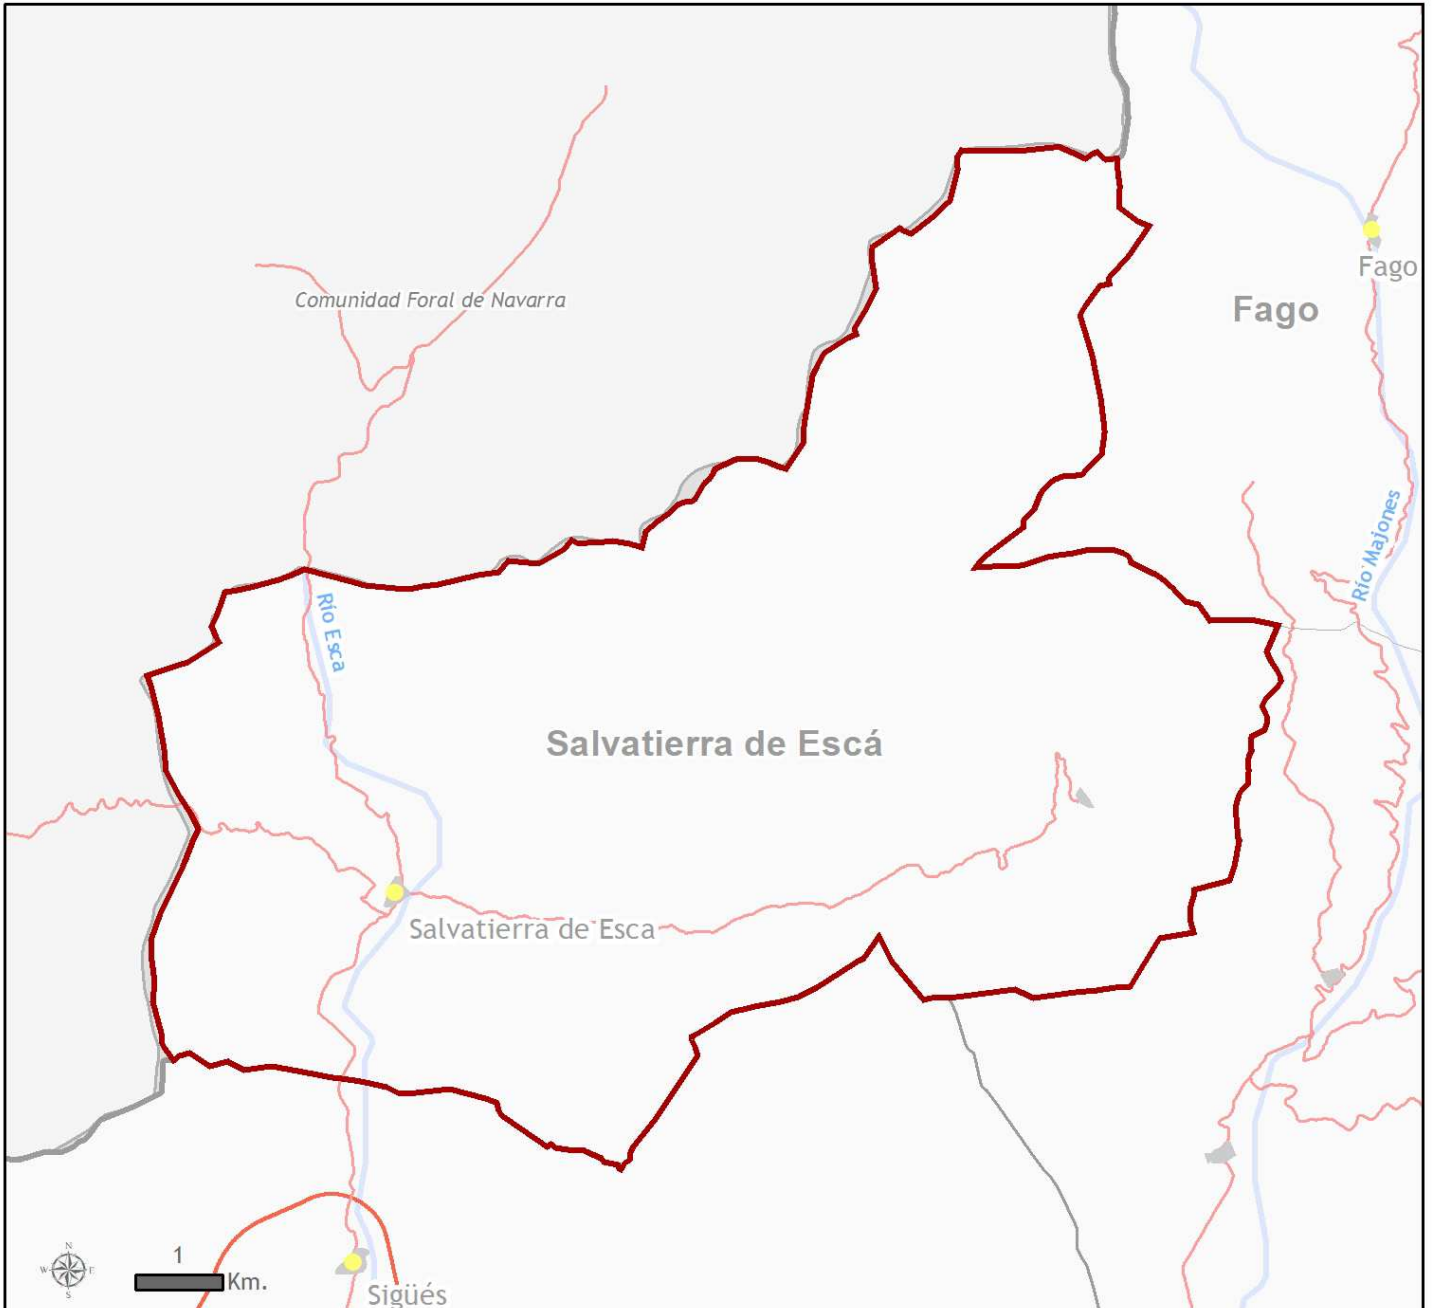 Fago
Comunidad Foral de Navarra
Fago
Río Majones
Río Esca
Salvatierra de Escá
Salvatierra de Esca
N
W E
S
1
Km.
Sigüés